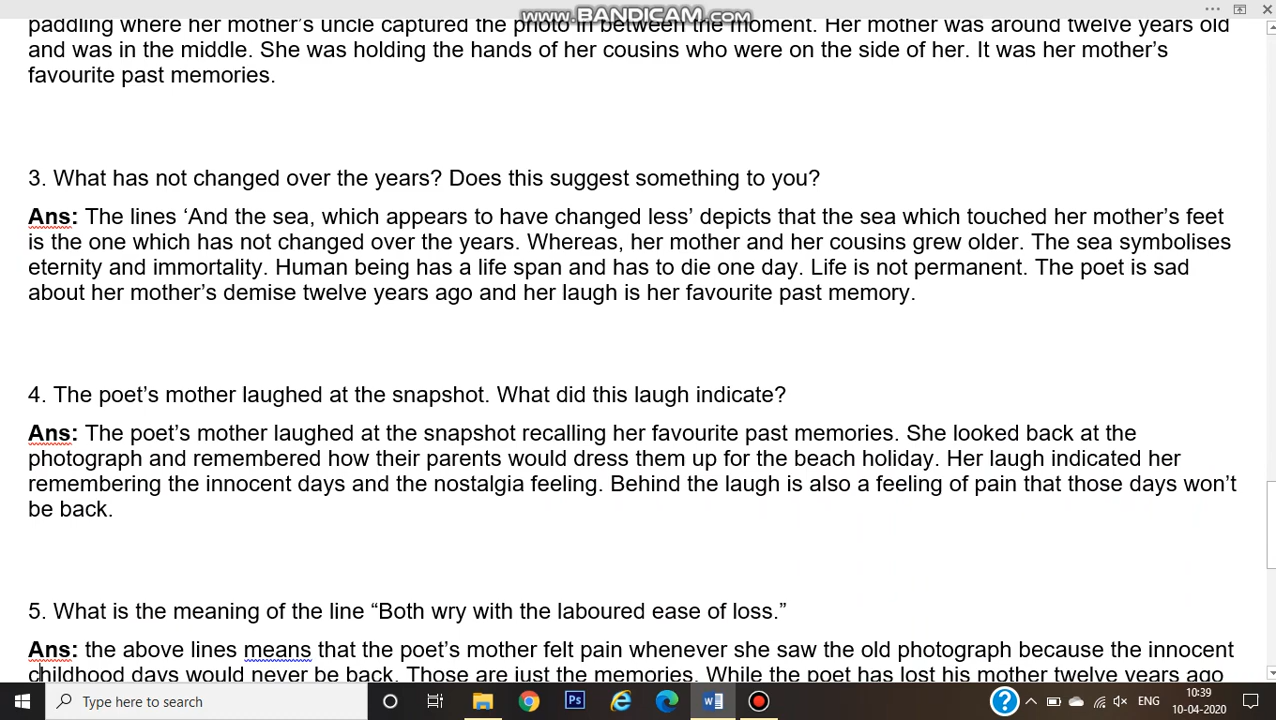 www.BANDICAM.com
paddling where her mother’s uncle captured the photo in between the moment. Her mother was around twelve years old
and was in the middle. She was holding the hands of her cousins who were on the side of her. It was her mother’s
favourite past memories.
3. What has not changed over the years? Does this suggest something to you?
Ans: The lines ‘And the sea, which appears to have changed less’ depicts that the sea which touched her mother’s feet
is the one which has not changed over the years. Whereas, her mother and her cousins grew older. The sea symbolises
eternity and immortality. Human being has a life span and has to die one day. Life is not permanent. The poet is sad
about her mother’s demise twelve years ago and her laugh is her favourite past memory.
4. The poet’s mother laughed at the snapshot. What did this laugh indicate?
Ans: The poet’s mother laughed at the snapshot recalling her favourite past memories. She looked back at the
photograph and remembered how their parents would dress them up for the beach holiday. Her laugh indicated her
remembering the innocent days and the nostalgia feeling. Behind the laugh is also a feeling of pain that those days won’t
be back.
5. What is the meaning of the line “Both wry with the laboured ease of loss.”
Ans: the above lines means that the poet’s mother felt pain whenever she saw the old photograph because the innocent
childhood days would never be back. Those are just the memories. While the poet has lost his mother twelve years ago
Type here to search
Ps
ENG
10:39
10-04-2020